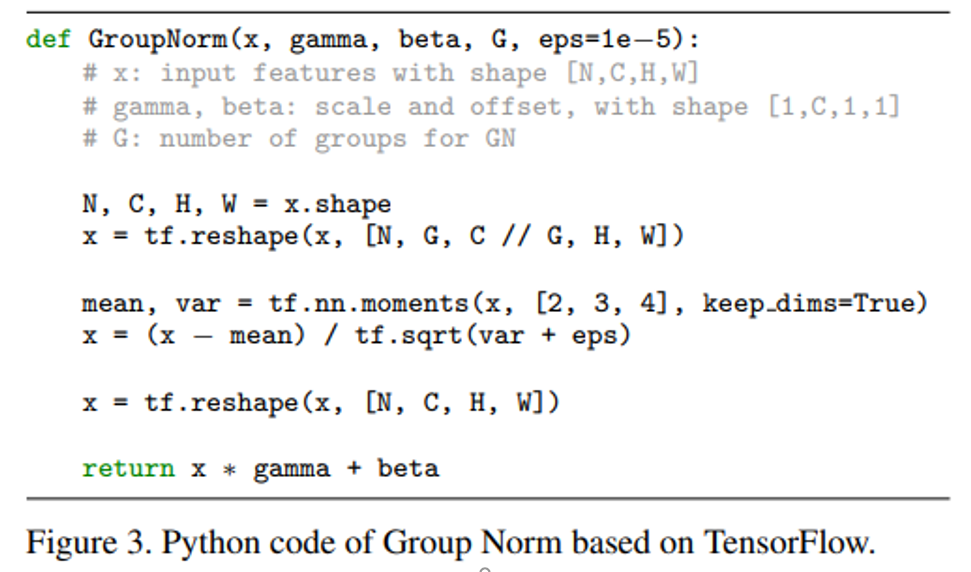 def GroupNorm(x, gamma, beta, G, eps=1e−5):
# x: input features with shape [N,C,H,W]
# gamma, beta: scale and offset, with shape [1,C,1,1]
# G: number of groups for GN
N, C, H, W = x.shape
x = tf.reshape(x, [N, G, C // G, H, W])
mean, var = tf.nn.moments(x, [2, 3, 4], keep_dims=True)
x = (x − mean) / tf.sqrt(var + eps)
x = tf.reshape(x, [N, C, H, W])
return x * gamma + beta
Figure 3. Python code of Group Norm based on TensorFlow.